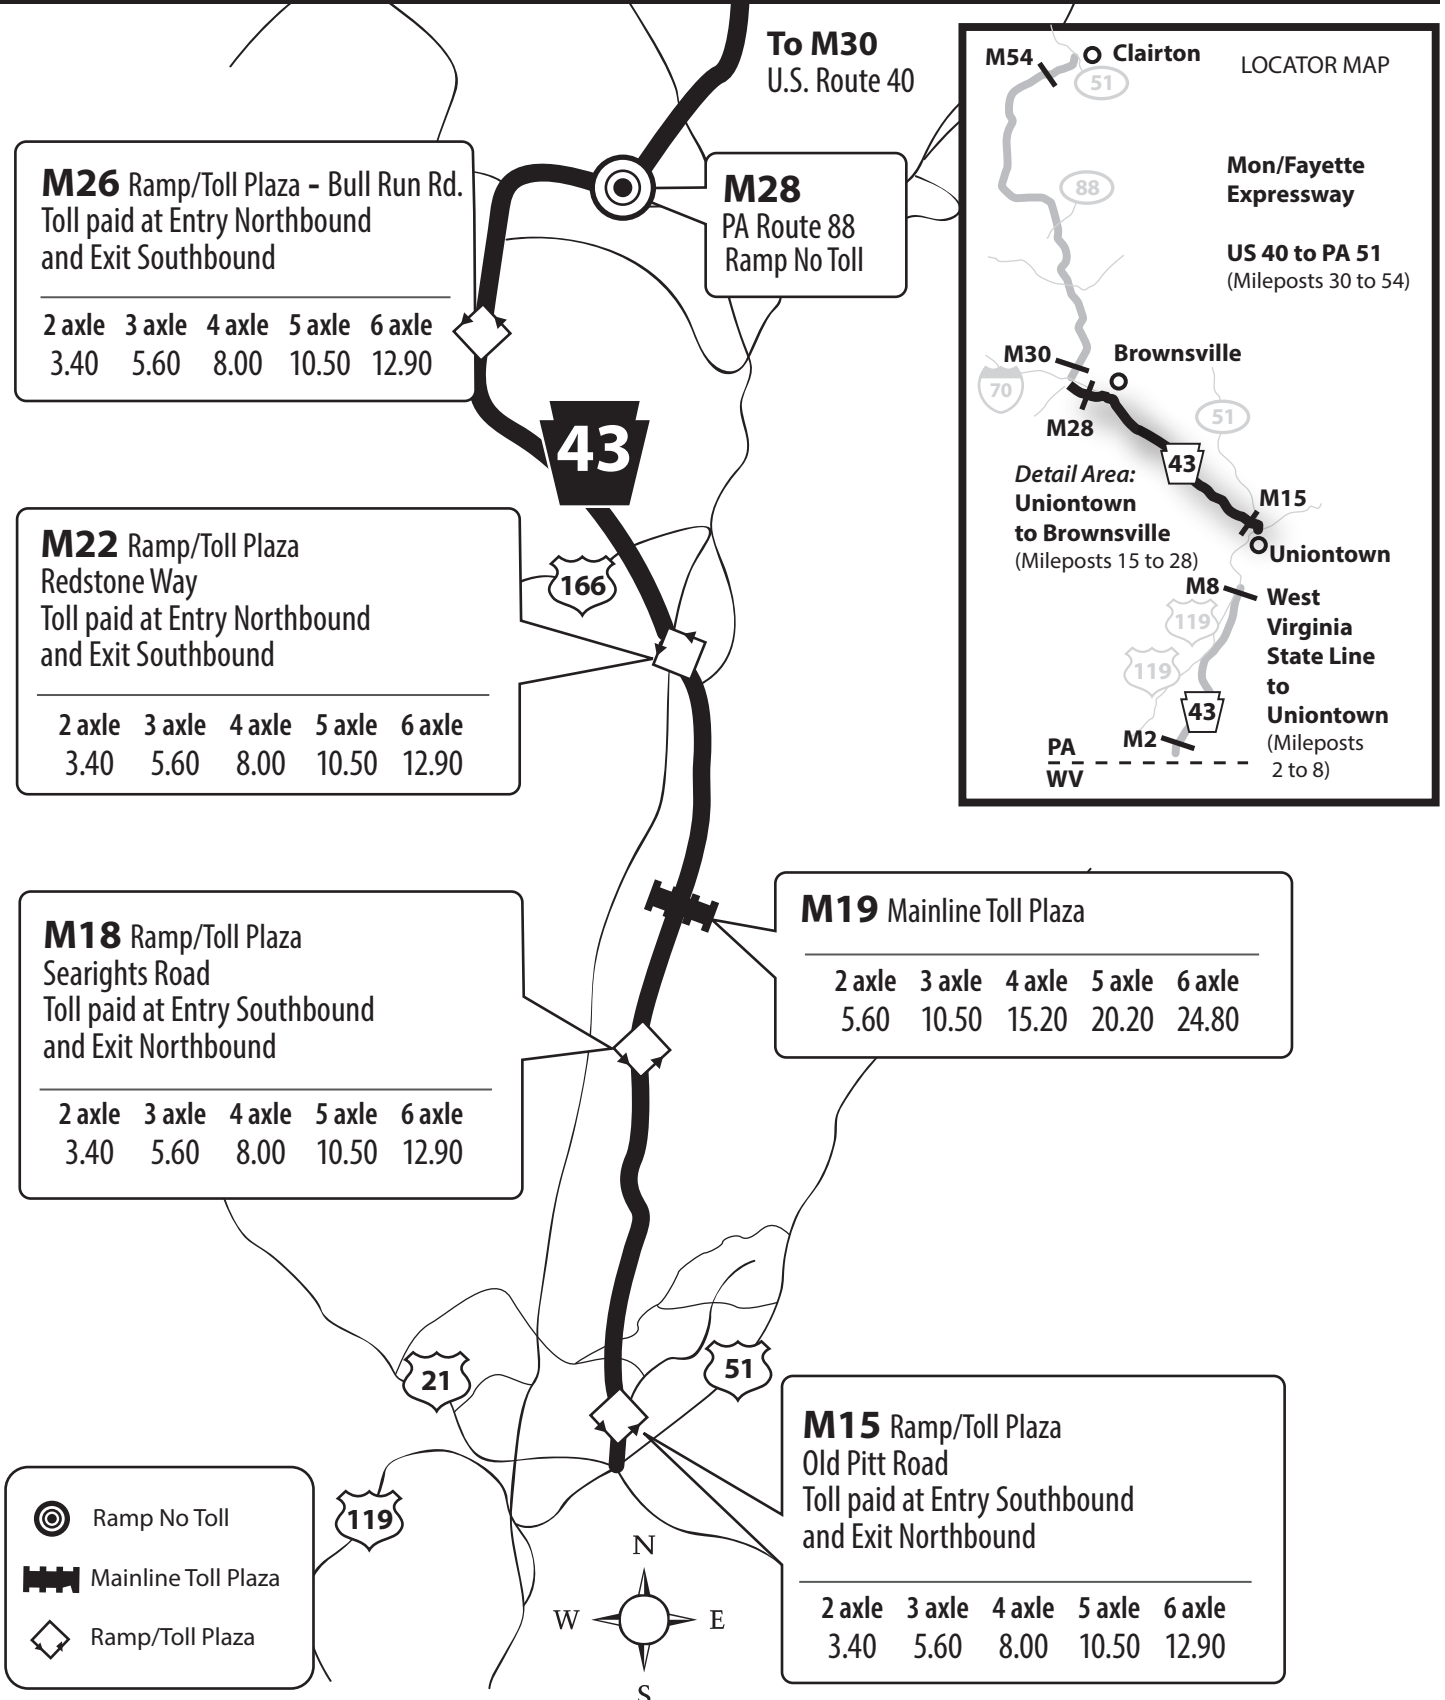 To M30
U.S. Route 40
M26 Ramp/Toll Plaza - Bull Run Rd.
Toll paid at Entry Northbound
and Exit Southbound
2 axle 3 axle 4 axle 5 axle 6 axle
3.40 5.60 8.00 10.50 12.90
M28
PA Route 88
Ramp No Toll
43
M22 Ramp/Toll Plaza
Redstone Way
Toll paid at Entry Northbound
and Exit Southbound
2 axle 3 axle 4 axle 5 axle 6 axle
3.40 5.60 8.00 10.50 12.90
166
M18 Ramp/Toll Plaza
Searights Road
Toll paid at Entry Southbound
and Exit Northbound
2 axle 3 axle 4 axle 5 axle 6 axle
3.40 5.60 8.00 10.50 12.90
M19 Mainline Toll Plaza
2 axle 3 axle 4 axle 5 axle 6 axle
5.60 10.50 15.20 20.20 24.80
21
51
119
M15 Ramp/Toll Plaza
Old Pitt Road
Toll paid at Entry Southbound
and Exit Northbound
2 axle 3 axle 4 axle 5 axle 6 axle
3.40 5.60 8.00 10.50 12.90
Ramp No Toll
Mainline Toll Plaza
Ramp/Toll Plaza
N
W E
S
LOCATOR MAP
M54
Clairton
51
Mon/Fayette
Expressway
88
US 40 to PA 51
(Mileposts 30 to 54)
M30
Brownsville
70
M28
51
43
Detail Area:
Uniontown
to Brownsville
(Mileposts 15 to 28)
M15
Uniontown
M8
West
Virginia
State Line
to
Uniontown
(Mileposts
2 to 8)
119
119
43
M2
PA
WV